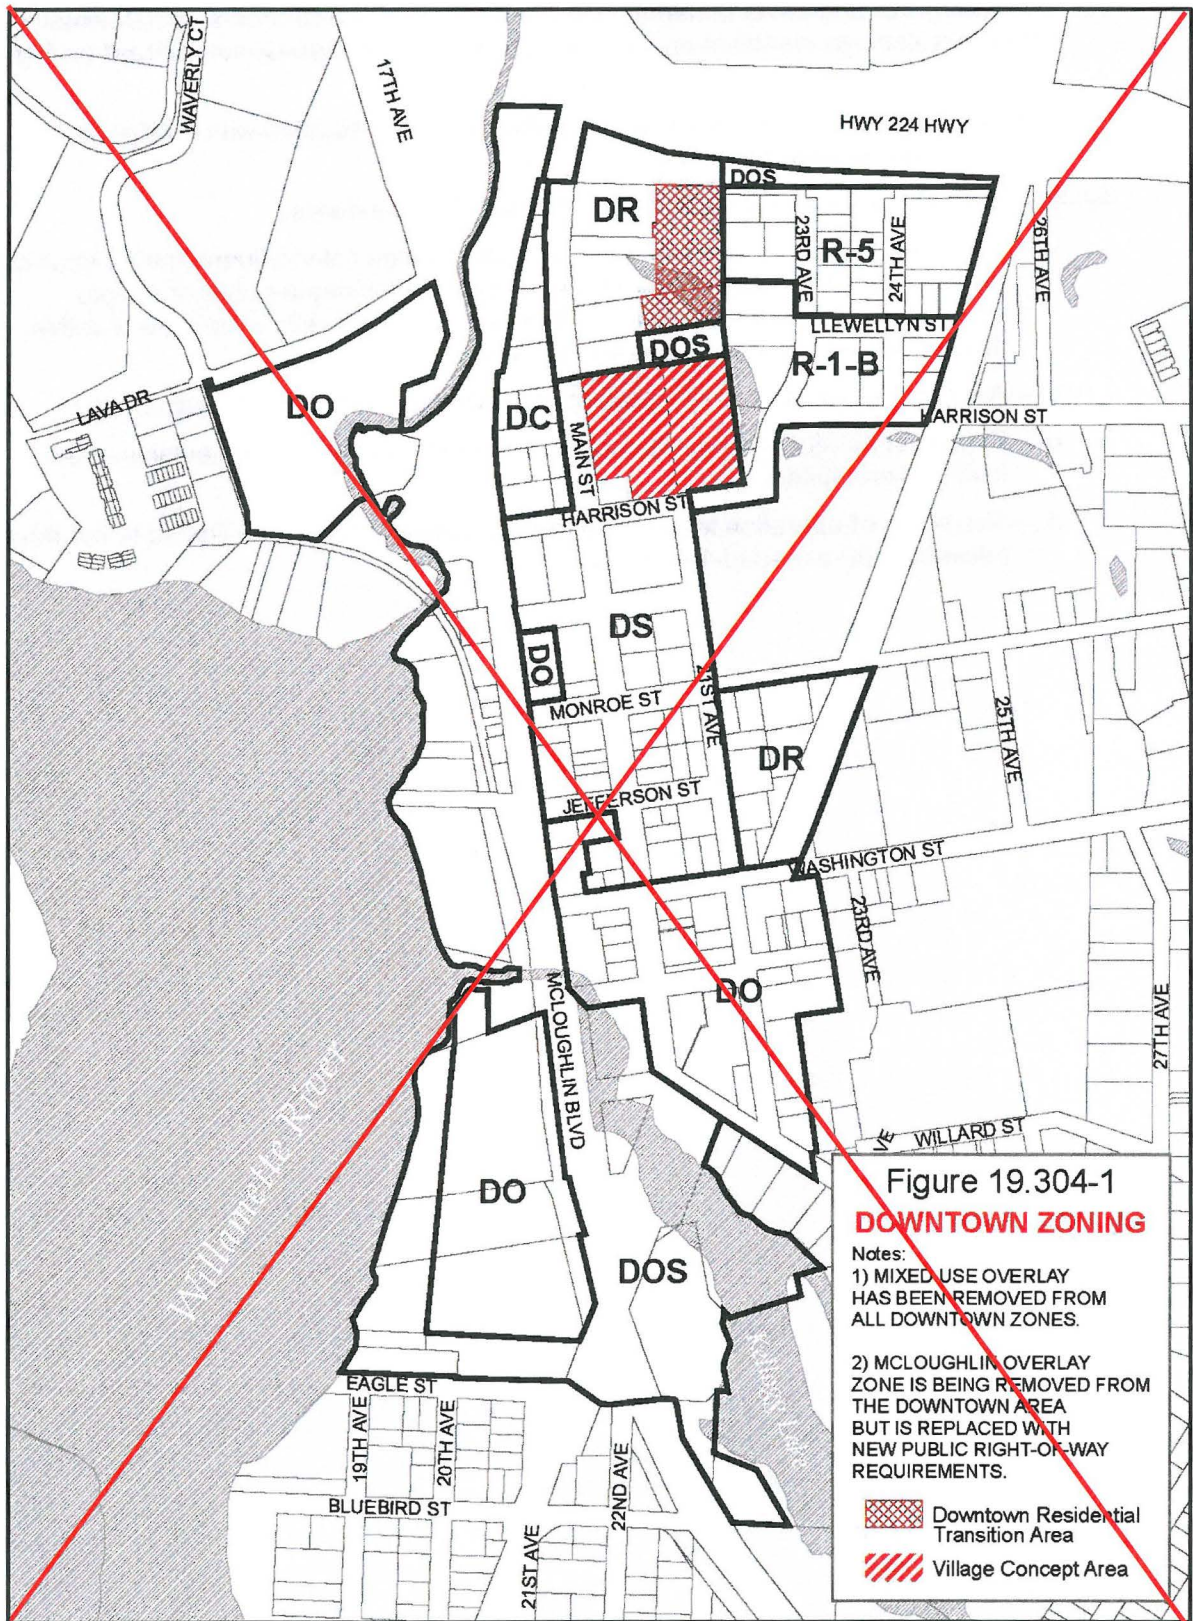 WAVERLY CT
17TH AVE
HWY 224 HWY
DOS
DR
23RD AVE
R-5
24TH AVE
26TH AVE
LLEWELLYN ST
DOS
R-1-B
LAVA DR
DO
DC
MAIN ST
HARRISON ST
HARRISON ST
DS
DO
21ST AVE
MONROE ST
25TH AVE
DR
JEFFERSON ST
WASHINGTON ST
23RD AVE
DO
MCLOUGHLIN BLVD
27TH AVE
Willamette River
WILLARD ST
VE
DO
DOS
Kellogg Lake
EAGLE ST
19TH AVE
20TH AVE
22ND AVE
BLUEBIRD ST
21ST AVE
Figure 19.304-1
DOWNTOWN ZONING
Notes:
1) MIXED USE OVERLAY
HAS BEEN REMOVED FROM
ALL DOWNTOWN ZONES.
2) MCLOUGHLIN OVERLAY
ZONE IS BEING REMOVED FROM
THE DOWNTOWN AREA
BUT IS REPLACED WITH
NEW PUBLIC RIGHT-OF-WAY
REQUIREMENTS.
Downtown Residential
Transition Area
Village Concept Area